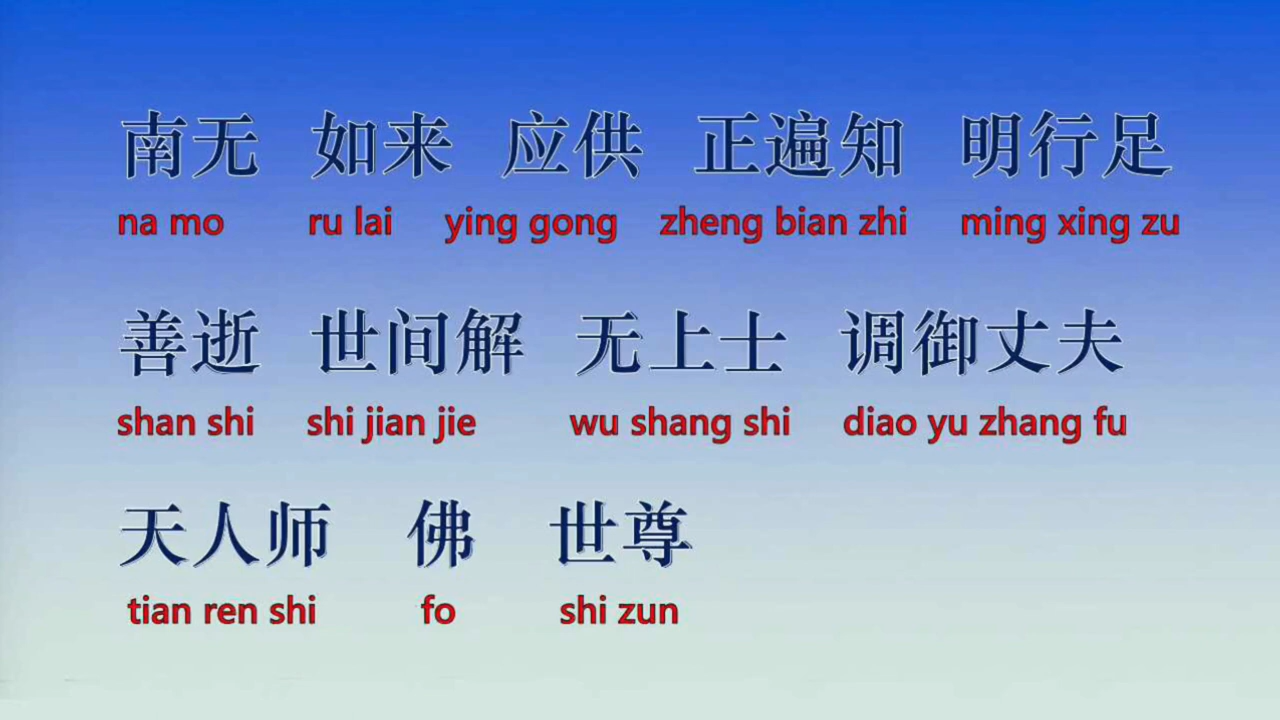 南无 如来 应供 正遍知 明行足
na mo ru lai ying gong zheng bian zhi ming xing zu
善逝 世间解 无上士 调御丈夫
shan shi shi jian jie wu shang shi diao yu zhang fu
天人师 佛 世尊
tian ren shi fo shi zun